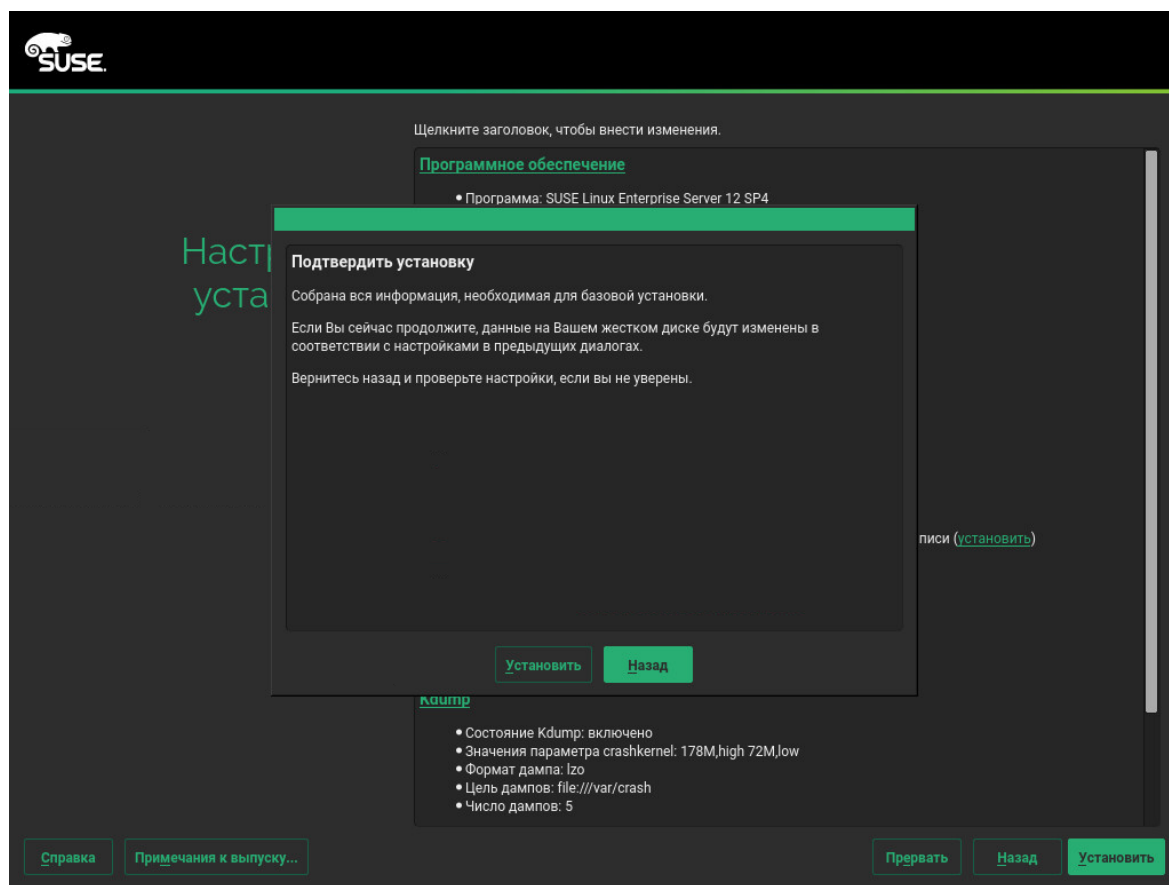 SUSE.
Щелкните заголовок, чтобы внести изменения.
Программное обеспечение
• Программа: SUSE Linux Enterprise Server 12 SP4
Подтвердить установку
Собрана вся информация, необходимая для базовой установки.
Если Вы сейчас продолжите, данные на Вашем жестком диске будут изменены в
соответствии с настройками в предыдущих диалогах.
Вернитесь назад и проверьте настройки, если вы не уверены.
(установить)
Установить
Назад
Kdump
• Состояние Kdump: включено
• Значения параметра crashkernel: 178M,high 72M,low
• Формат дампа: lzo
• Цель дампов: file:///var/crash
• Число дампов: 5
Справка
Примечания к выпуску...
Прервать
Назад
Установить